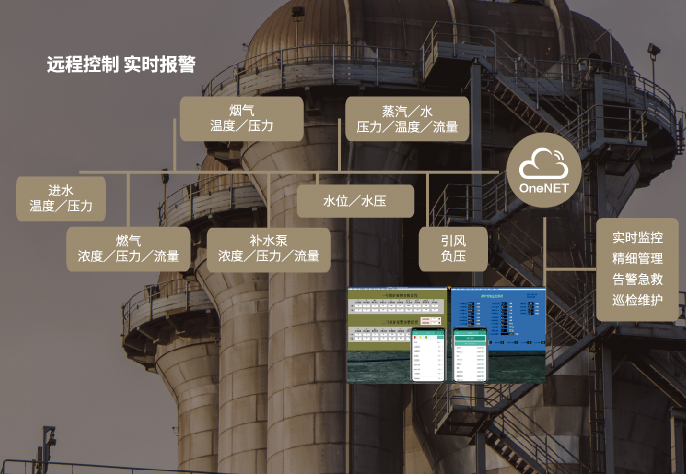 远程控制 实时报警
烟气
温度／压力
蒸汽／水
压力／温度／流量
进水
温度／压力
水位／水压
OneNET
燃气
浓度／压力／流量
补水泵
浓度／压力／流量
引风
负压
实时监控
精细管理
告警急救
巡检维护